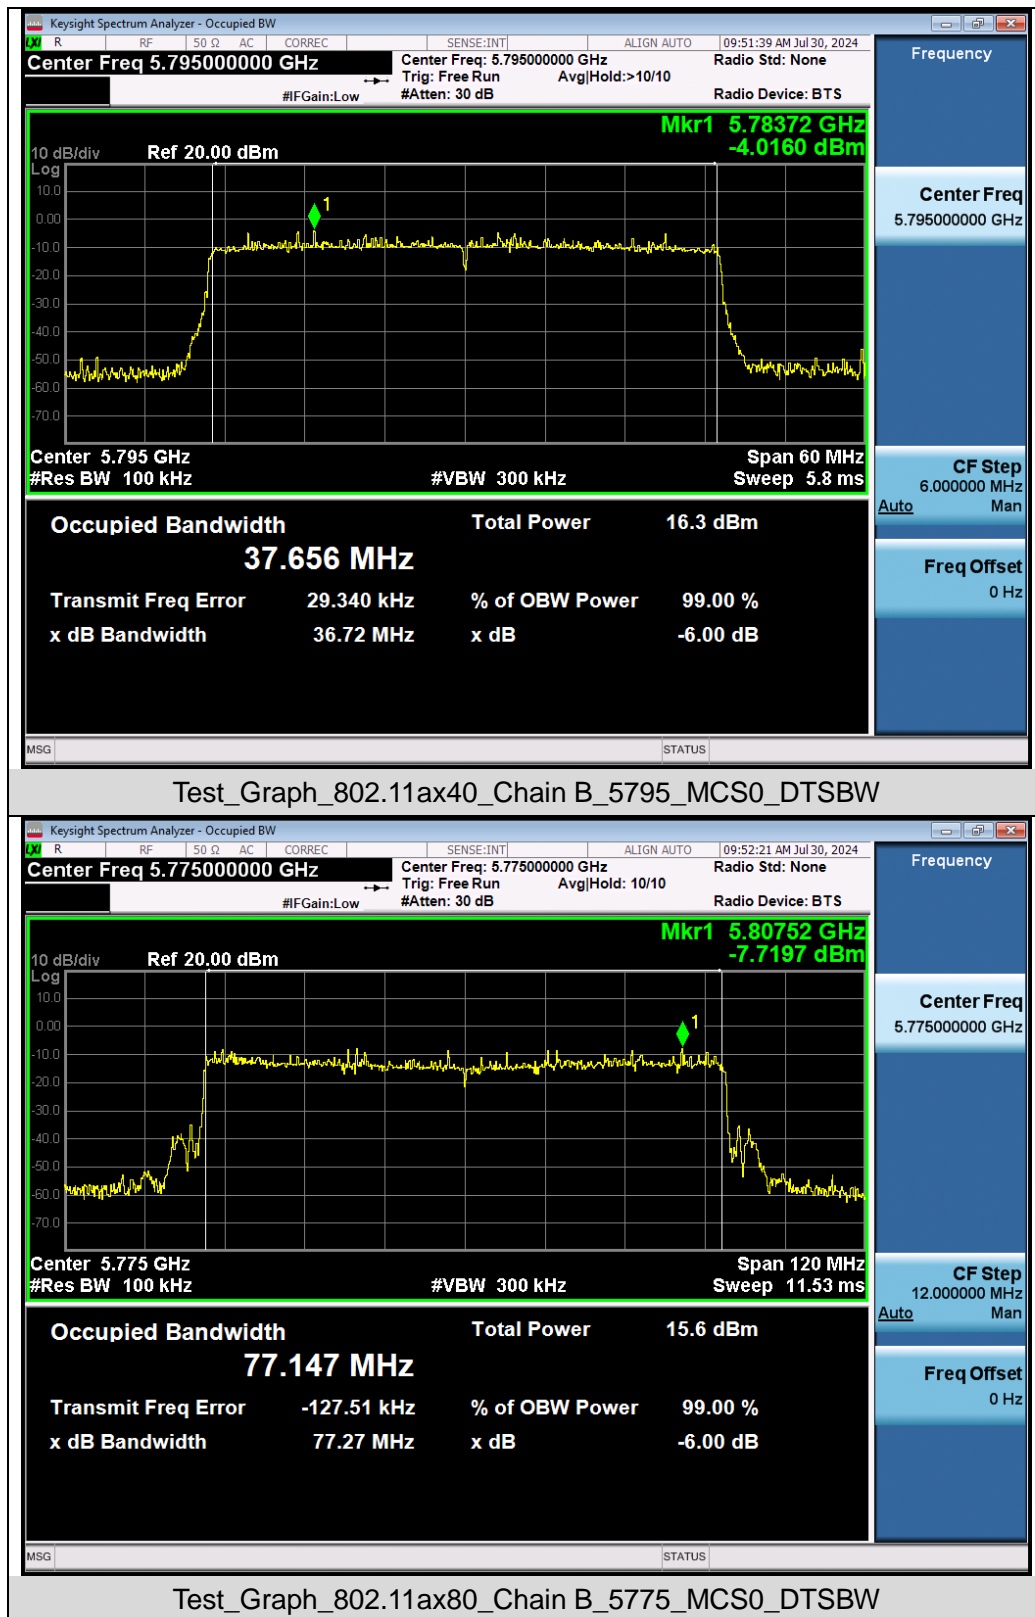 Keysight Spectrum Analyzer - Occupied BW
LXI R RF 50 Ω AC CORREC SENSE:INT ALIGN AUTO 09:51:39 AM Jul 30, 2024
Center Freq 5.795000000 GHz
Center Freq: 5.795000000 GHz Radio Std: None
Trig: Free Run Avg|Hold:>10/10
#IFGain:Low #Atten: 30 dB Radio Device: BTS
Frequency
Mkr1 5.78372 GHz
-4.0160 dBm
10 dB/div Ref 20.00 dBm
Log
10.0
0.00
-10.0
-20.0
-30.0
-40.0
-50.0
-60.0
-70.0
1
Center Freq
5.795000000 GHz
Center 5.795 GHz Span 60 MHz
#Res BW 100 kHz #VBW 300 kHz Sweep 5.8 ms
CF Step
6.000000 MHz
Auto Man
Freq Offset
0 Hz
Occupied Bandwidth Total Power 16.3 dBm
37.656 MHz
Transmit Freq Error 29.340 kHz % of OBW Power 99.00 %
x dB Bandwidth 36.72 MHz x dB -6.00 dB
MSG STATUS
Test_Graph_802.11ax40_Chain B_5795_MCS0_DTSBW
Keysight Spectrum Analyzer - Occupied BW
LXI R RF 50 Ω AC CORREC SENSE:INT ALIGN AUTO 09:52:21 AM Jul 30, 2024
Center Freq 5.775000000 GHz
Center Freq: 5.775000000 GHz Radio Std: None
Trig: Free Run Avg|Hold: 10/10
#IFGain:Low #Atten: 30 dB Radio Device: BTS
Frequency
Mkr1 5.80752 GHz
-7.7197 dBm
10 dB/div Ref 20.00 dBm
Log
10.0
0.00
-10.0
-20.0
-30.0
-40.0
-50.0
-60.0
-70.0
1
Center Freq
5.775000000 GHz
Center 5.775 GHz Span 120 MHz
#Res BW 100 kHz #VBW 300 kHz Sweep 11.53 ms
CF Step
12.000000 MHz
Auto Man
Freq Offset
0 Hz
Occupied Bandwidth Total Power 15.6 dBm
77.147 MHz
Transmit Freq Error -127.51 kHz % of OBW Power 99.00 %
x dB Bandwidth 77.27 MHz x dB -6.00 dB
MSG STATUS
Test_Graph_802.11ax80_Chain B_5775_MCS0_DTSBW